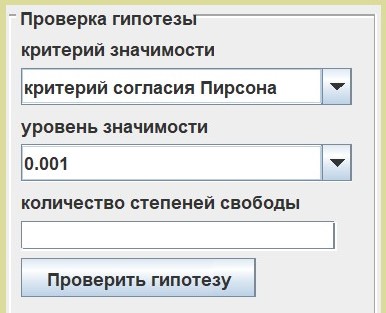 Проверка гипотезы
критерий значимости
критерий согласия Пирсона
уровень значимости
0.001
количество степеней свободы
Проверить гипотезу